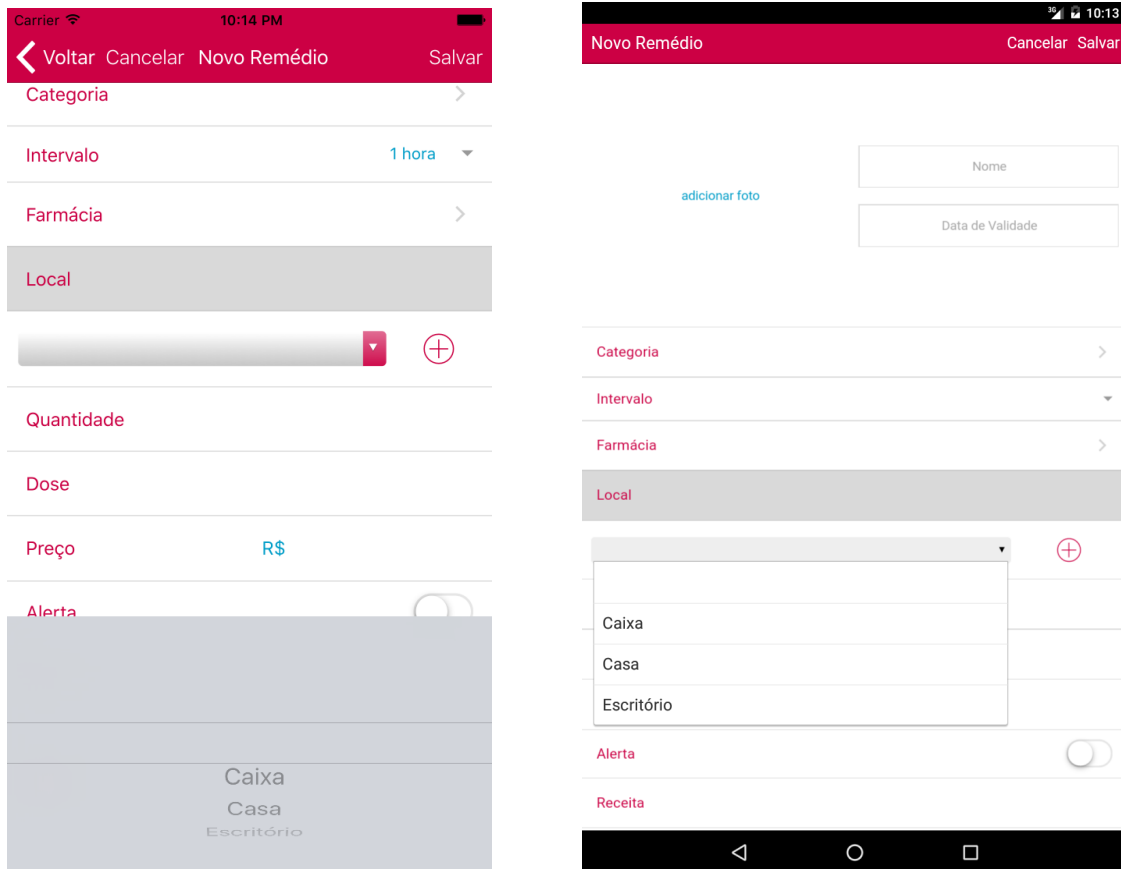 Carrier 10:14 PM
Voltar Cancelar Novo Remédio Salvar
Categoria
Intervalo 1 hora
Farmácia
Local
Quantidade
Dose
Preço R$
Alerta
Caixa
Casa
Escritório
3G 10:13
Novo Remédio Cancelar Salvar
adicionar foto
Nome
Data de Validade
Categoria
Intervalo
Farmácia
Local
Caixa
Casa
Escritório
Alerta
Receita